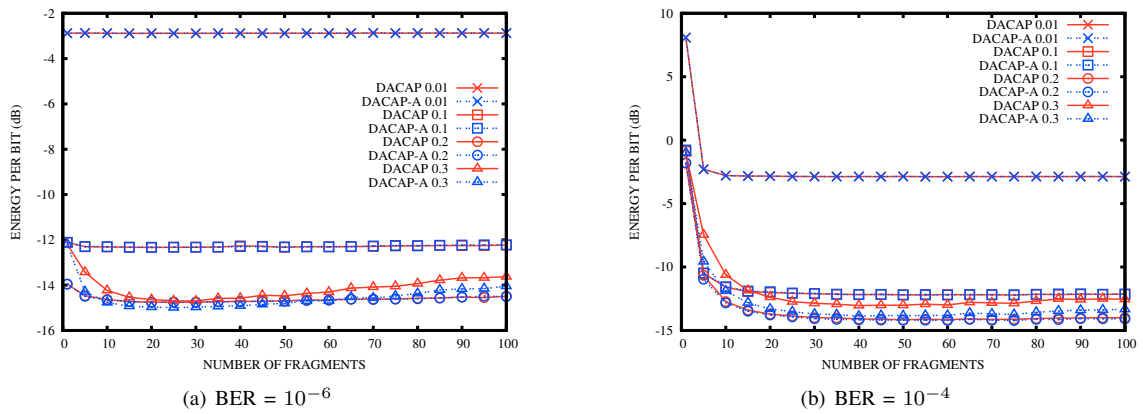 -2
-4
-6
-8
-10
-12
-14
-16
0 10 20 30 40 50 60 70 80 90 100
ENERGY PER BIT (dB)
NUMBER OF FRAGMENTS
DACAP 0.01
DACAP-A 0.01
DACAP 0.1
DACAP-A 0.1
DACAP 0.2
DACAP-A 0.2
DACAP 0.3
DACAP-A 0.3
(a) BER = 10⁻⁶
10
5
0
-5
-10
-15
0 10 20 30 40 50 60 70 80 90 100
ENERGY PER BIT (dB)
NUMBER OF FRAGMENTS
DACAP 0.01
DACAP-A 0.01
DACAP 0.1
DACAP-A 0.1
DACAP 0.2
DACAP-A 0.2
DACAP 0.3
DACAP-A 0.3
(b) BER = 10⁻⁴